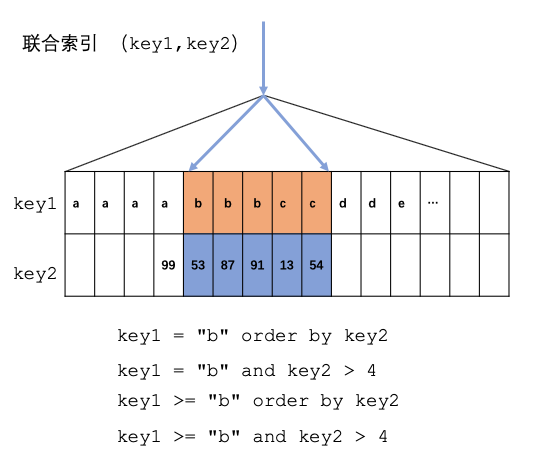 联合索引 (key1,key2)
key1 a a a a b b b c c d d e ...
key2 99 53 87 91 13 54
key1 = "b" order by key2
key1 = "b" and key2 > 4
key1 >= "b" order by key2
key1 >= "b" and key2 > 4